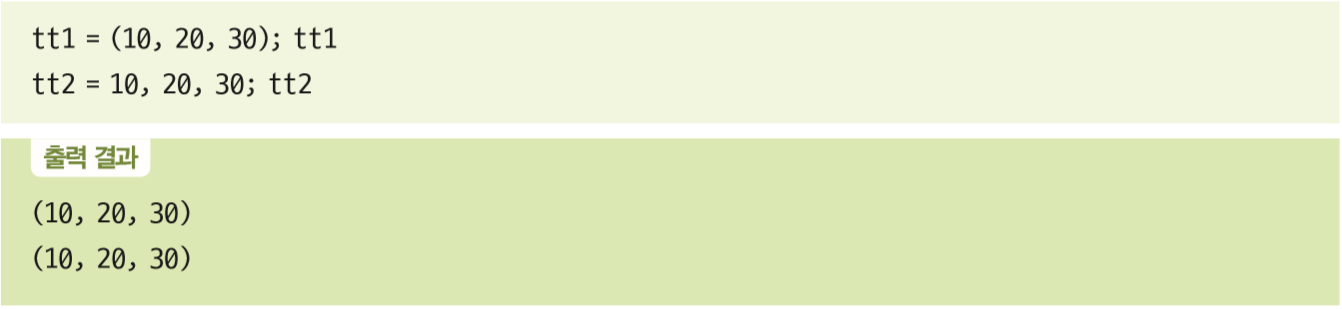 tt1 = (10, 20, 30); tt1
tt2 = 10, 20, 30; tt2
출력 결과
(10, 20, 30)
(10, 20, 30)